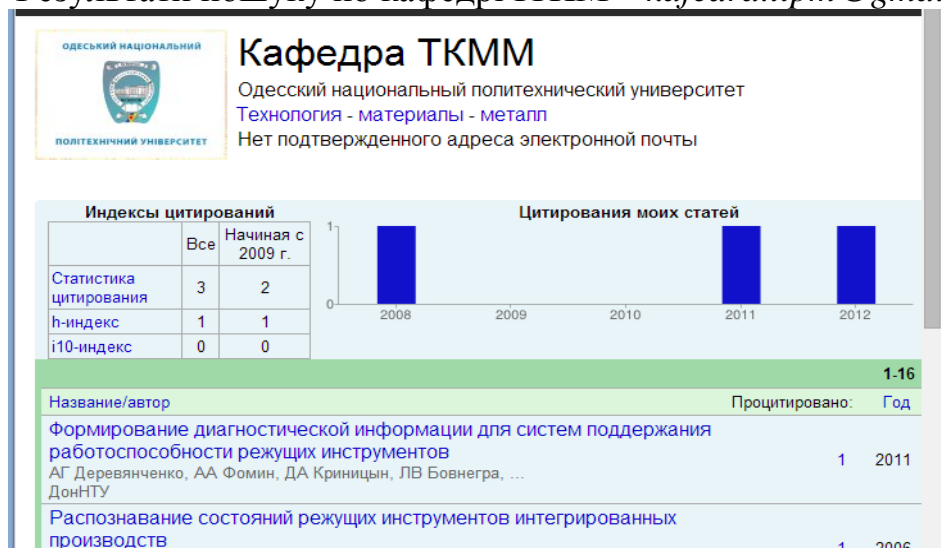 ОДЕСЬКИЙ НАЦІОНАЛЬНИЙ
ПОЛІТЕХНІЧНИЙ УНІВЕРСИТЕТ
Кафедра ТКММ
Одесский национальный политехнический университет
Технология - материалы - металл
Нет подтвержденного адреса электронной почты
Индексы цитирований
Все Начиная с
2009 г.
Статистика
цитирования 3 2
h-индекс 1 1
i10-индекс 0 0
Цитирования моих статей
1
0
2008 2009 2010 2011 2012
1-16
Название/автор Процитировано: Год
Формирование диагностической информации для систем поддержания
работоспособности режущих инструментов
АГ Деревянченко, АА Фомин, ДА Криницын, ЛВ Бовнегра, ...
ДонНТУ
1 2011
Распознавание состояний режущих инструментов интегрированных
производств
1 2006